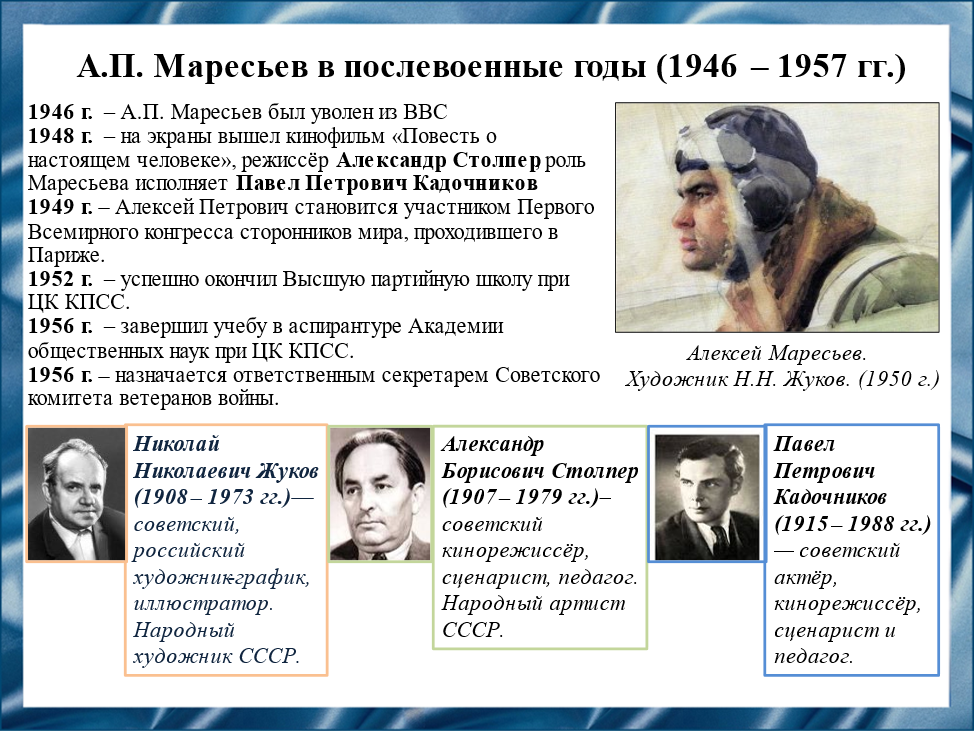 А.П. Маресьев в послевоенные годы (1946 – 1957 гг.)
1946 г. – А.П. Маресьев был уволен из ВВС
1948 г. – на экраны вышел кинофильм «Повесть о
настоящем человеке», режиссёр Александр Столпер, роль
Маресьева исполняет Павел Петрович Кадочников
1949 г. – Алексей Петрович становится участником Первого
Всемирного конгресса сторонников мира, проходившего в
Париже.
1952 г. – успешно окончил Высшую партийную школу при
ЦК КПСС.
1956 г. – завершил учебу в аспирантуре Академии
общественных наук при ЦК КПСС.
1956 г. – назначается ответственным секретарем Советского
комитета ветеранов войны.
Алексей Маресьев.
Художник Н.Н. Жуков. (1950 г.)
Николай
Николаевич Жуков
(1908 – 1973 гг.)—
советский,
российский
художник-график,
иллюстратор.
Народный
художник СССР.
Александр
Борисович Столпер
(1907 – 1979 гг.)–
советский
кинорежиссёр,
сценарист, педагог.
Народный артист
СССР.
Павел
Петрович
Кадочников
(1915 – 1988 гг.)
— советский
актёр,
кинорежиссёр,
сценарист и
педагог.